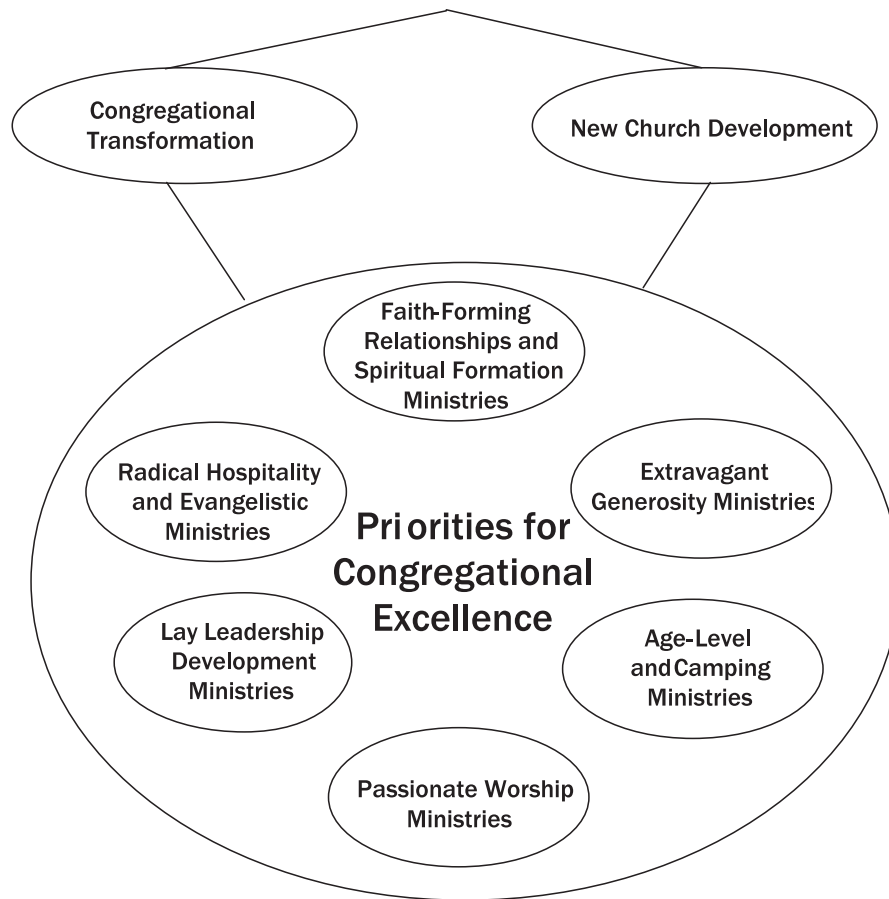 Congregational
Transformation
New Church Development
Faith-Forming
Relationships and
Spiritual Formation
Ministries
Radical Hospitality
and Evangelistic
Ministries
Extravagant
Generosity Ministries
Priorities for
Congregational
Excellence
Lay Leadership
Development
Ministries
Age-Level
and Camping
Ministries
Passionate Worship
Ministries